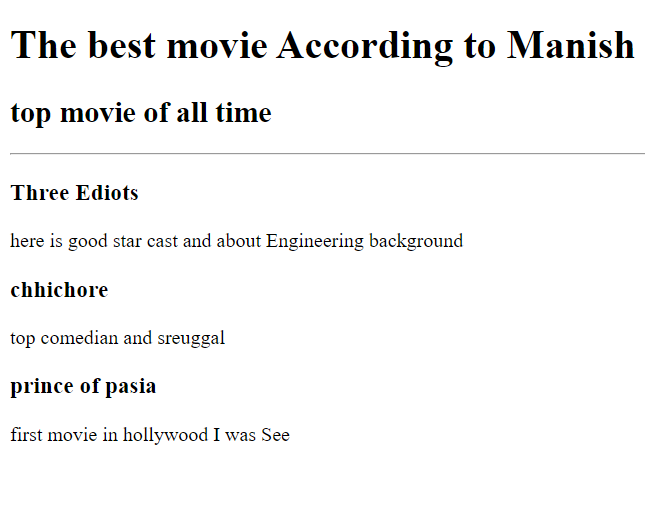 The best movie According to Manish
top movie of all time
Three Ediots
here is good star cast and about Engineering background
chhichore
top comedian and sreuggal
prince of pasia
first movie in hollywood I was See